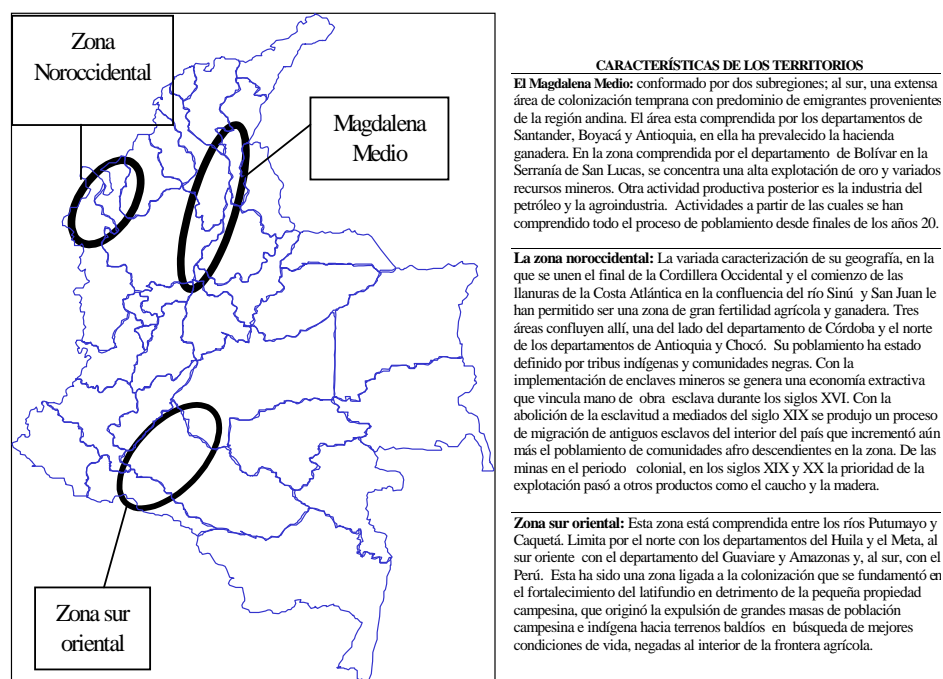 Zona
Noroccidental
Magdalena
Medio
Zona sur
oriental
CARACTERÍSTICAS DE LOS TERRITORIOS
El Magdalena Medio: conformado por dos subregiones; al sur, una extensa
área de colonización temprana con predominio de emigrantes provenientes
de la región andina. El área esta comprendida por los departamentos de
Santander, Boyacá y Antioquia, en ella ha prevalecido la hacienda
ganadera. En la zona comprendida por el departamento de Bolívar en la
Serranía de San Lucas, se concentra una alta explotación de oro y variados
recursos mineros. Otra actividad productiva posterior es la industria del
petróleo y la agroindustria. Actividades a partir de las cuales se han
comprendido todo el proceso de poblamiento desde finales de los años 20.
La zona noroccidental: La variada caracterización de su geografía, en la
que se unen el final de la Cordillera Occidental y el comienzo de las
llanuras de la Costa Atlántica en la confluencia del río Sinú y San Juan le
han permitido ser una zona de gran fertilidad agrícola y ganadera. Tres
áreas confluyen allí, una del lado del departamento de Córdoba y el norte
de los departamentos de Antioquia y Chocó. Su poblamiento ha estado
definido por tribus indígenas y comunidades negras. Con la
implementación de enclaves mineros se genera una economía extractiva
que vincula mano de obra esclava durante los siglos XVI. Con la
abolición de la esclavitud a mediados del siglo XIX se produjo un proceso
de migración de antiguos esclavos del interior del país que incrementó aún
más el poblamiento de comunidades afro descendientes en la zona. De las
minas en el periodo colonial, en los siglos XIX y XX la prioridad de la
explotación pasó a otros productos como el caucho y la madera.
Zona sur oriental: Esta zona está comprendida entre los ríos Putumayo y
Caquetá. Limita por el norte con los departamentos del Huila y el Meta, al
sur oriente con el departamento del Guaviare y Amazonas y, al sur, con el
Perú. Esta ha sido una zona ligada a la colonización que se fundamentó en
el fortalecimiento del latifundio en detrimento de la pequeña propiedad
campesina, que originó la expulsión de grandes masas de población
campesina e indígena hacia terrenos baldíos en búsqueda de mejores
condiciones de vida, negadas al interior de la frontera agrícola.